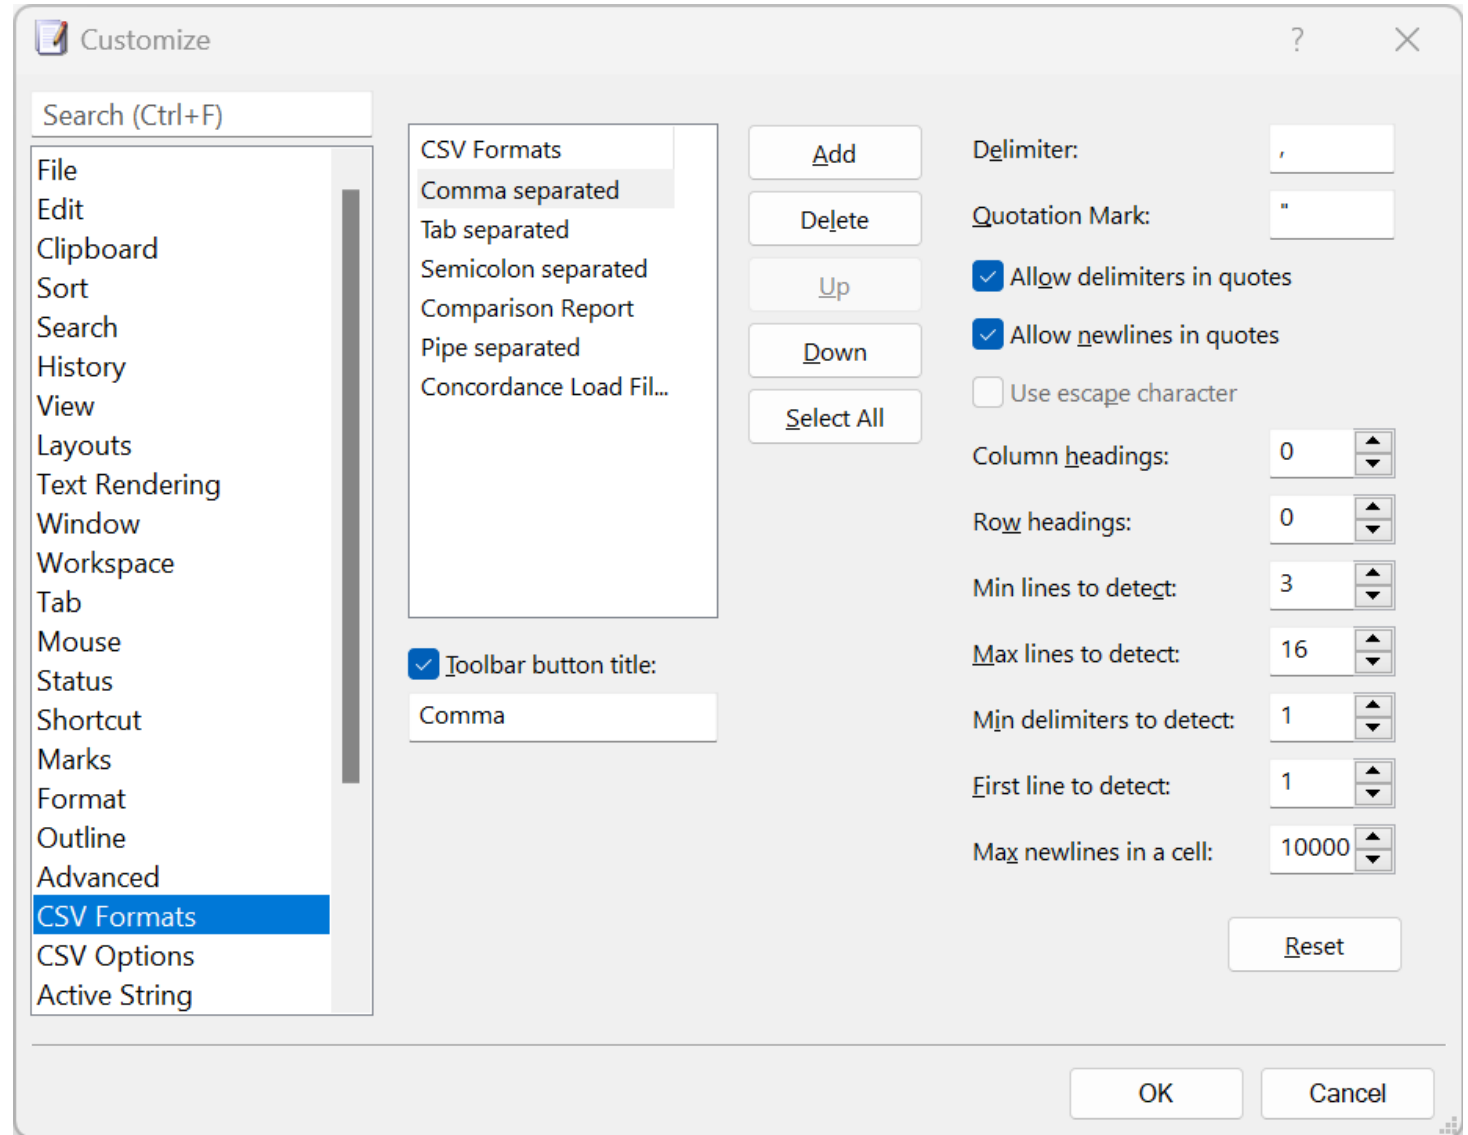 Customize
?
Search (Ctrl+F)
File
Edit
Clipboard
Sort
Search
History
View
Layouts
Text Rendering
Window
Workspace
Tab
Mouse
Status
Shortcut
Marks
Format
Outline
Advanced
CSV Formats
CSV Options
Active String
CSV Formats
Comma separated
Tab separated
Semicolon separated
Comparison Report
Pipe separated
Concordance Load Fil...
Toolbar button title:
Comma
Add
Delete
Up
Down
Select All
Delimiter: ,
Quotation Mark: "
Allow delimiters in quotes
Allow newlines in quotes
Use escape character
Column headings: 0
Row headings: 0
Min lines to detect: 3
Max lines to detect: 16
Min delimiters to detect: 1
First line to detect: 1
Max newlines in a cell: 10000
Reset
OK
Cancel